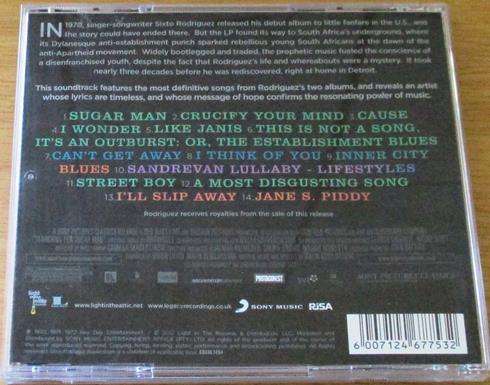 IN 1970, singer-songwriter Sixto Rodriguez released his debut album to little fanfare in the U.S., and
the story could have ended there. But the LP found its way to South Africa's underground, where
its Dylanesque anti-establishment punch sparked rebellious young South Africans at the dawn of the
anti-Apartheid movement. Widely bootlegged and traded, the prophetic music fueled the conscience of
a disenfranchised youth, despite the fact that Rodriguez's life and whereabouts were a mystery. It took
nearly three decades before he was rediscovered, right at home in Detroit.
This soundtrack features the most definitive songs from Rodriguez's two albums, and reveals an artist
whose lyrics are timeless, and whose message of hope confirms the resonating power of music.
1 SUGAR MAN 2 CRUCIFY YOUR MIND 3 CAUSE
4 I WONDER 5 LIKE JANIS 6 THIS IS NOT A SONG,
IT'S AN OUTBURST: OR, THE ESTABLISHMENT BLUES
7 CAN'T GET AWAY 8 I THINK OF YOU 9 INNER CITY
BLUES 10 SANDREVAN LULLABY - LIFESTYLES
11 STREET BOY 12 A MOST DISGUSTING SONG
13 I'LL SLIP AWAY 14 JANE S. PIDDY
Rodriguez receives royalties from the sale of this release
PROTAGONIST
www.lightintheattic.net www.legacyrecordings.co.uk SONY MUSIC RISA
6 007124 677532